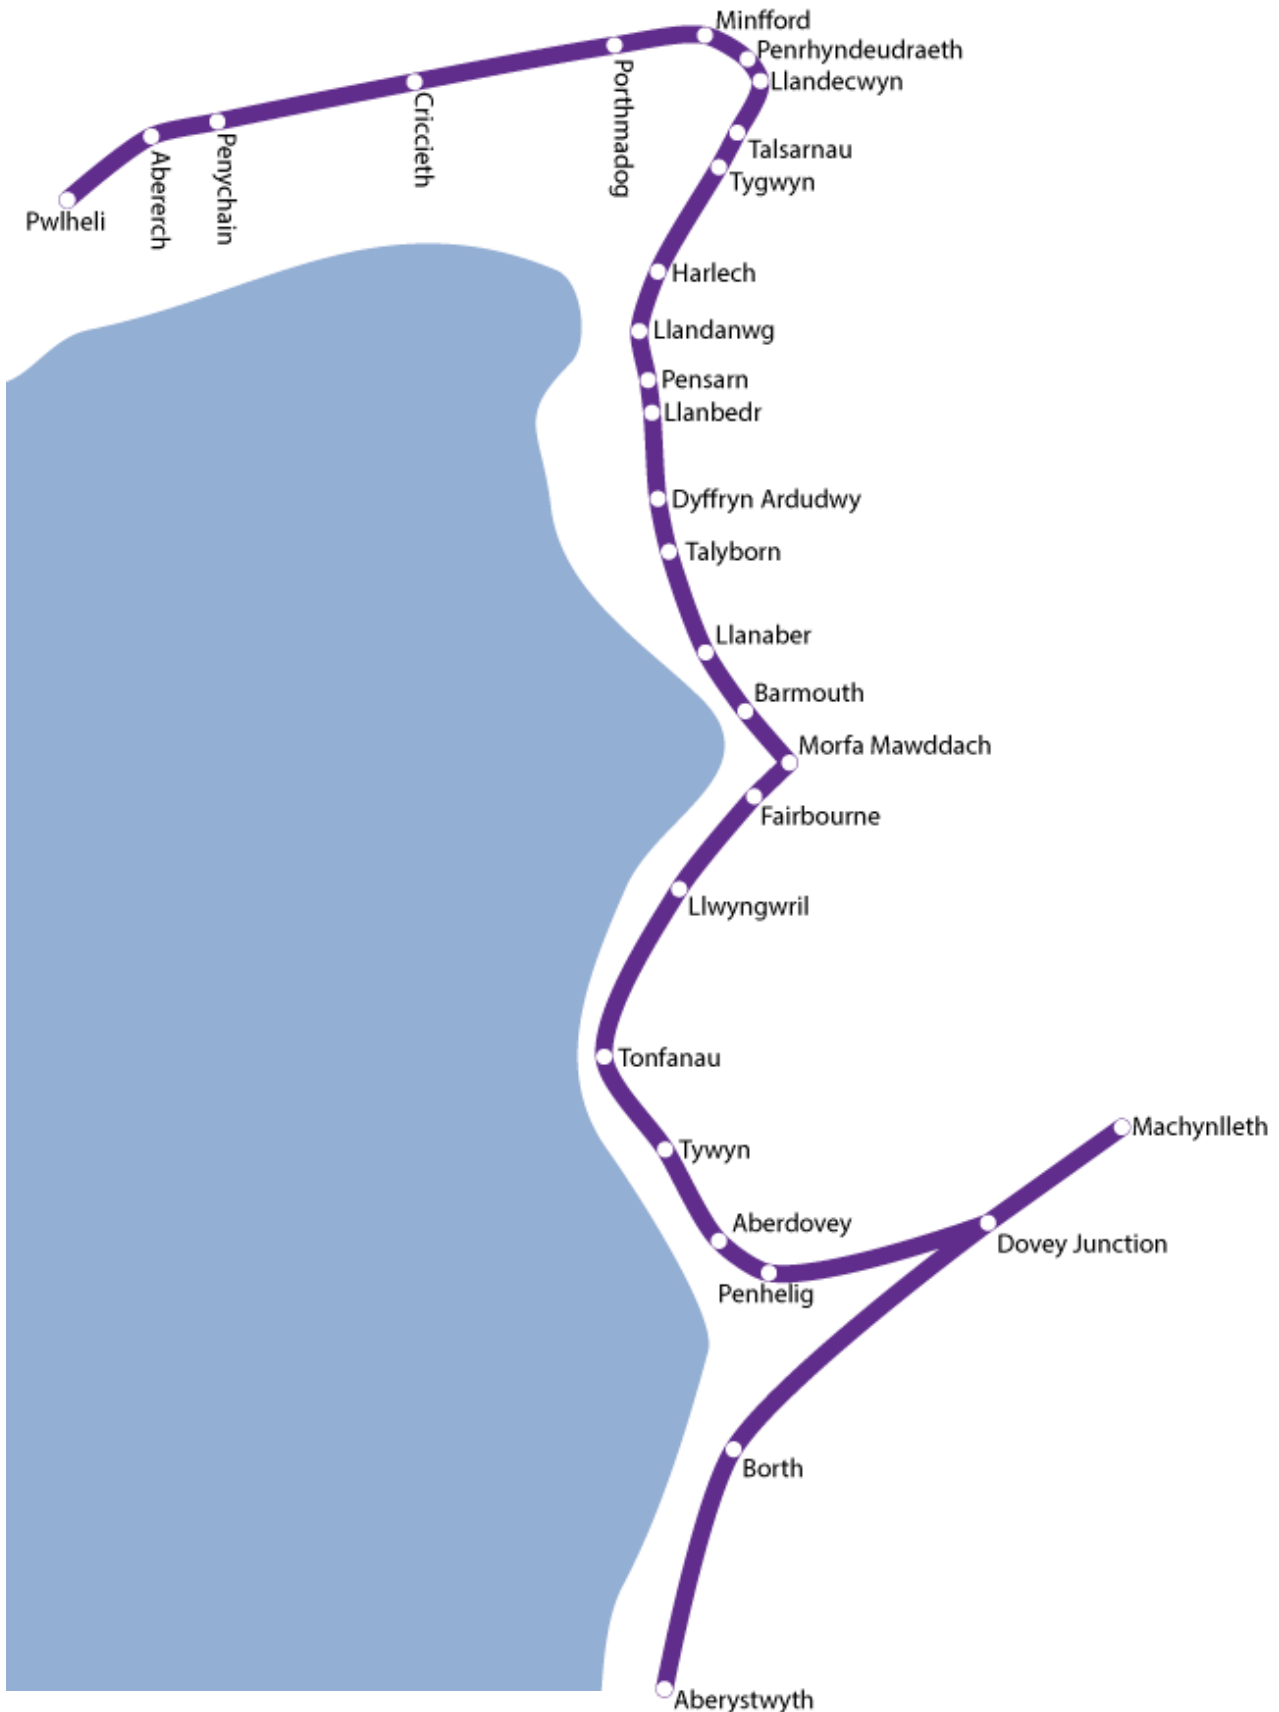 Minfford
Penrhyndeudraeth
Llandecwyn
Porthmadog
Criccieth
Penychain
Abererch
Pwlheli
Talsarnau
Tygwyn
Harlech
Llandanwg
Pensarn
Llanbedr
Dyffryn Ardudwy
Talyborn
Llanaber
Barmouth
Morfa Mawddach
Fairbourne
Llwyngwril
Tonfanau
Machynlleth
Tywyn
Aberdovey
Dovey Junction
Penhelig
Borth
Aberystwyth